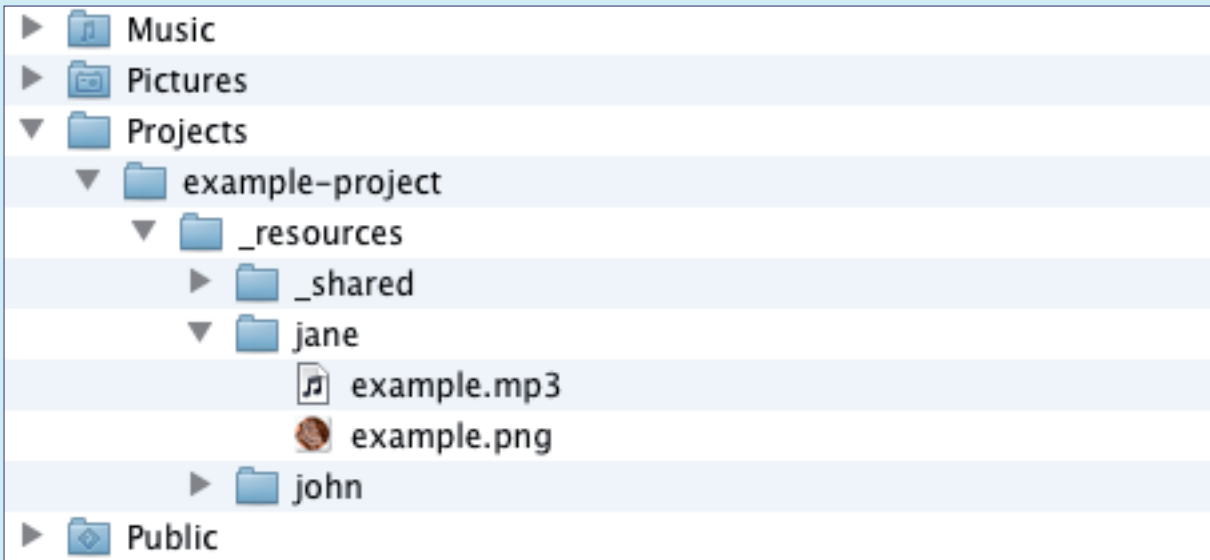 Music
Pictures
Projects
example-project
_resources
_shared
jane
example.mp3
example.png
john
Public